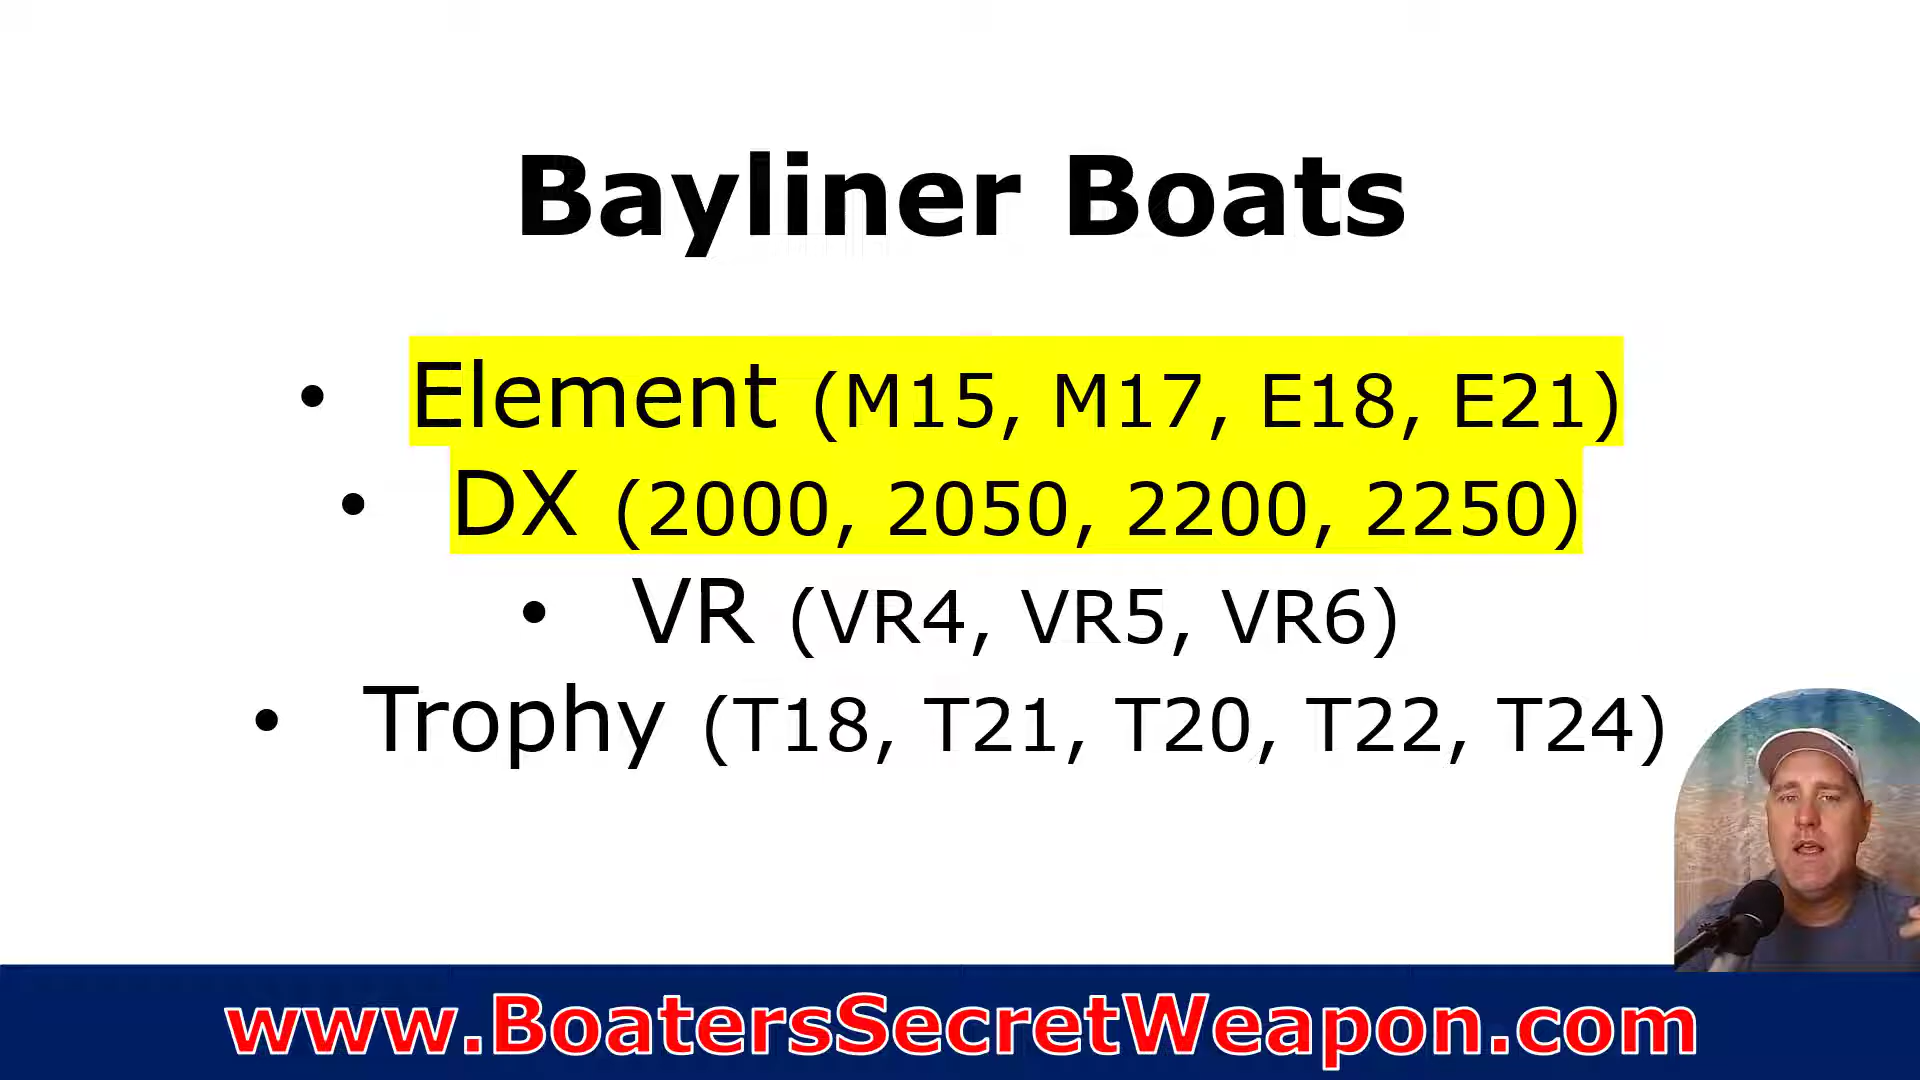 Bayliner Boats
• Element (M15, M17, E18, E21)
• DX (2000, 2050, 2200, 2250)
• VR (VR4, VR5, VR6)
• Trophy (T18, T21, T20, T22, T24)
www.BoatersSecretWeapon.com